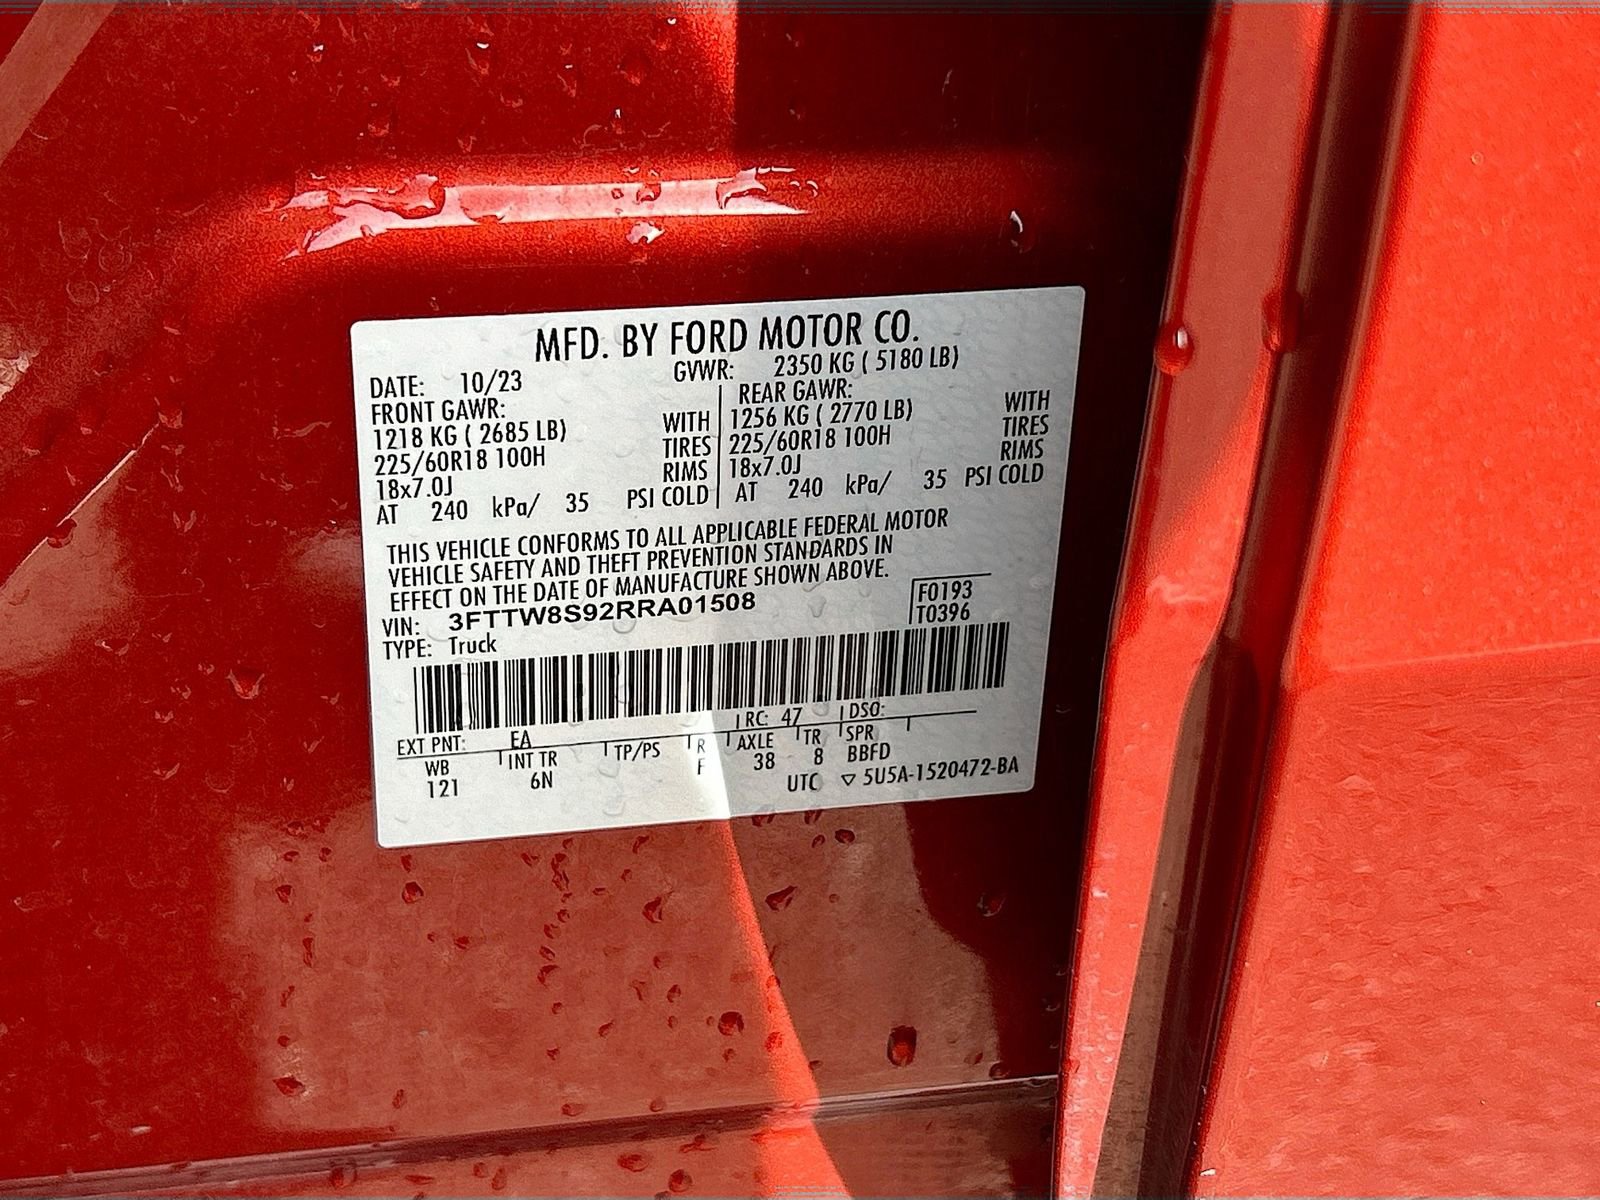 MFD. BY FORD MOTOR CO.
DATE: 10/23 GVWR: 2350 KG ( 5180 LB)
FRONT GAWR: REAR GAWR:
1218 KG ( 2685 LB) WITH 1256 KG ( 2770 LB) WITH
225/60R18 100H TIRES 225/60R18 100H TIRES
18x7.0J RIMS 18x7.0J RIMS
AT 240 kPa/ 35 PSI COLD AT 240 kPa/ 35 PSI COLD
THIS VEHICLE CONFORMS TO ALL APPLICABLE FEDERAL MOTOR
VEHICLE SAFETY AND THEFT PREVENTION STANDARDS IN
EFFECT ON THE DATE OF MANUFACTURE SHOWN ABOVE.
VIN: 3FTTW8S92RRA01508 F0193
TYPE: Truck T0396
EXT PNT: EA RC: 47 DSO:
WB INT TR TP/PS R AXLE TR SPR
121 6N F 38 8 BBFD
UTC ▽ 5U5A-1520472-BA